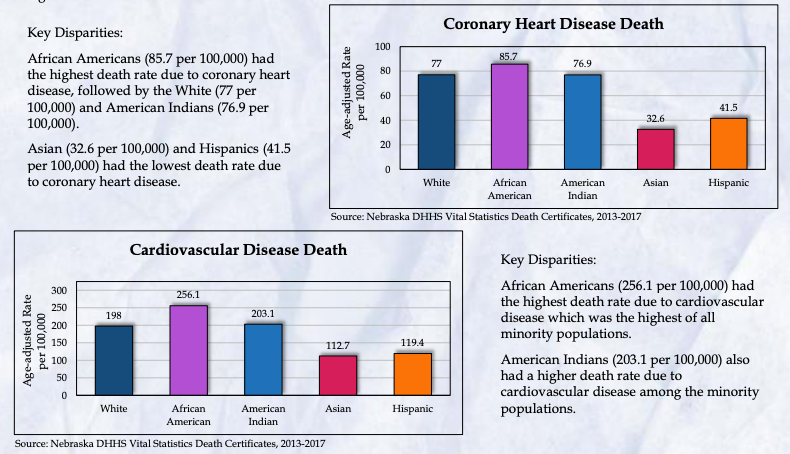 Key Disparities:
African Americans (85.7 per 100,000) had
the highest death rate due to coronary heart
disease, followed by the White (77 per
100,000) and American Indians (76.9 per
100,000).
Asian (32.6 per 100,000) and Hispanics (41.5
per 100,000) had the lowest death rate due
to coronary heart disease.
Coronary Heart Disease Death
Age-adjusted Rate
per 100,000
100
80
60
40
20
0
77
85.7
76.9
32.6
41.5
White
African
American
American
Indian
Asian
Hispanic
Source: Nebraska DHHS Vital Statistics Death Certificates, 2013-2017
Cardiovascular Disease Death
Age-adjusted Rate
per 100,000
300
250
200
150
100
50
0
198
256.1
203.1
112.7
119.4
White
African
American
American
Indian
Asian
Hispanic
Source: Nebraska DHHS Vital Statistics Death Certificates, 2013-2017
Key Disparities:
African Americans (256.1 per 100,000) had
the highest death rate due to cardiovascular
disease which was the highest of all
minority populations.
American Indians (203.1 per 100,000) also
had a higher death rate due to
cardiovascular disease among the minority
populations.